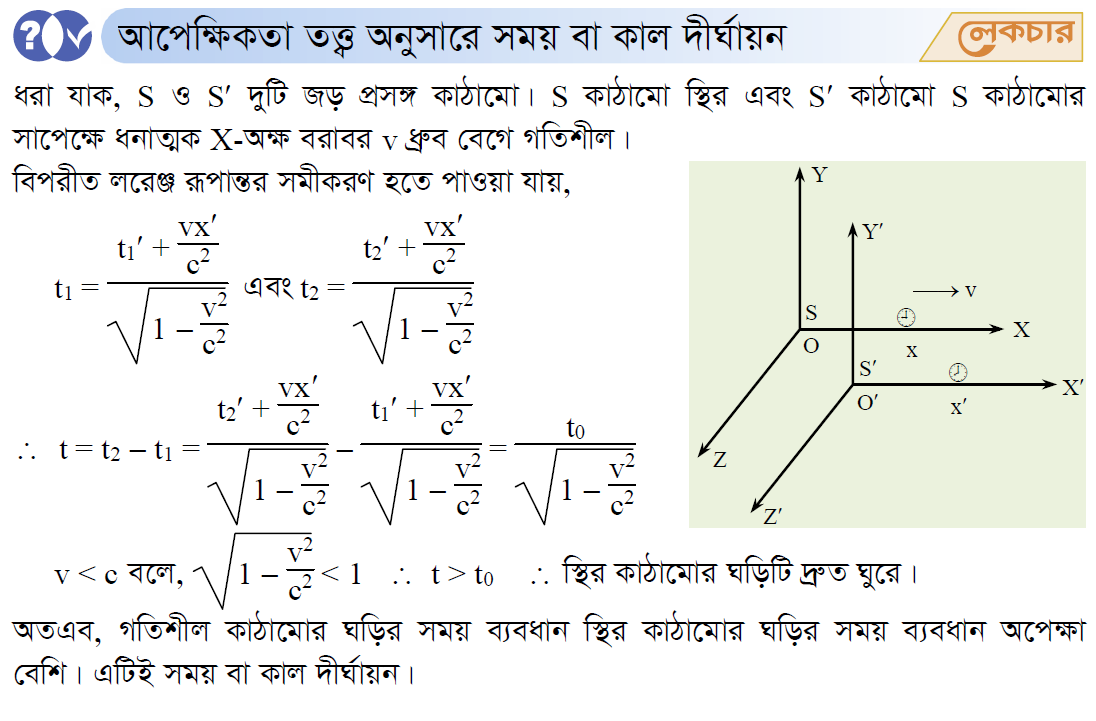 ?
আপেক্ষিকতা তত্ত্ব অনুসারে সময় বা কাল দীর্ঘায়ন
লেকচার
ধরা যাক, S ও S′ দুটি জড় প্রসঙ্গ কাঠামো। S কাঠামো স্থির এবং S′ কাঠামো S কাঠামোর
সাপেক্ষে ধনাত্মক X-অক্ষ বরাবর v ধ্রুব বেগে গতিশীল।
বিপরীত লরেঞ্জ রূপান্তর সমীকরণ হতে পাওয়া যায়,
t₁ = (t₁′ + vx′/c²) / √(1 – v²/c²) এবং t₂ = (t₂′ + vx′/c²) / √(1 – v²/c²)
∴ t = t₂ – t₁ = (t₂′ + vx′/c²) / √(1 – v²/c²) – (t₁′ + vx′/c²) / √(1 – v²/c²) = t₀ / √(1 – v²/c²)
Y
Y′
v
S
X
O
x
S′
X′
O′
x′
Z
Z′
v < c বলে, √(1 – v²/c²) < 1 ∴ t > t₀ ∴ স্থির কাঠামোর ঘড়িটি দ্রুত ঘুরে।
অতএব, গতিশীল কাঠামোর ঘড়ির সময় ব্যবধান স্থির কাঠামোর ঘড়ির সময় ব্যবধান অপেক্ষা
বেশি। এটিই সময় বা কাল দীর্ঘায়ন।